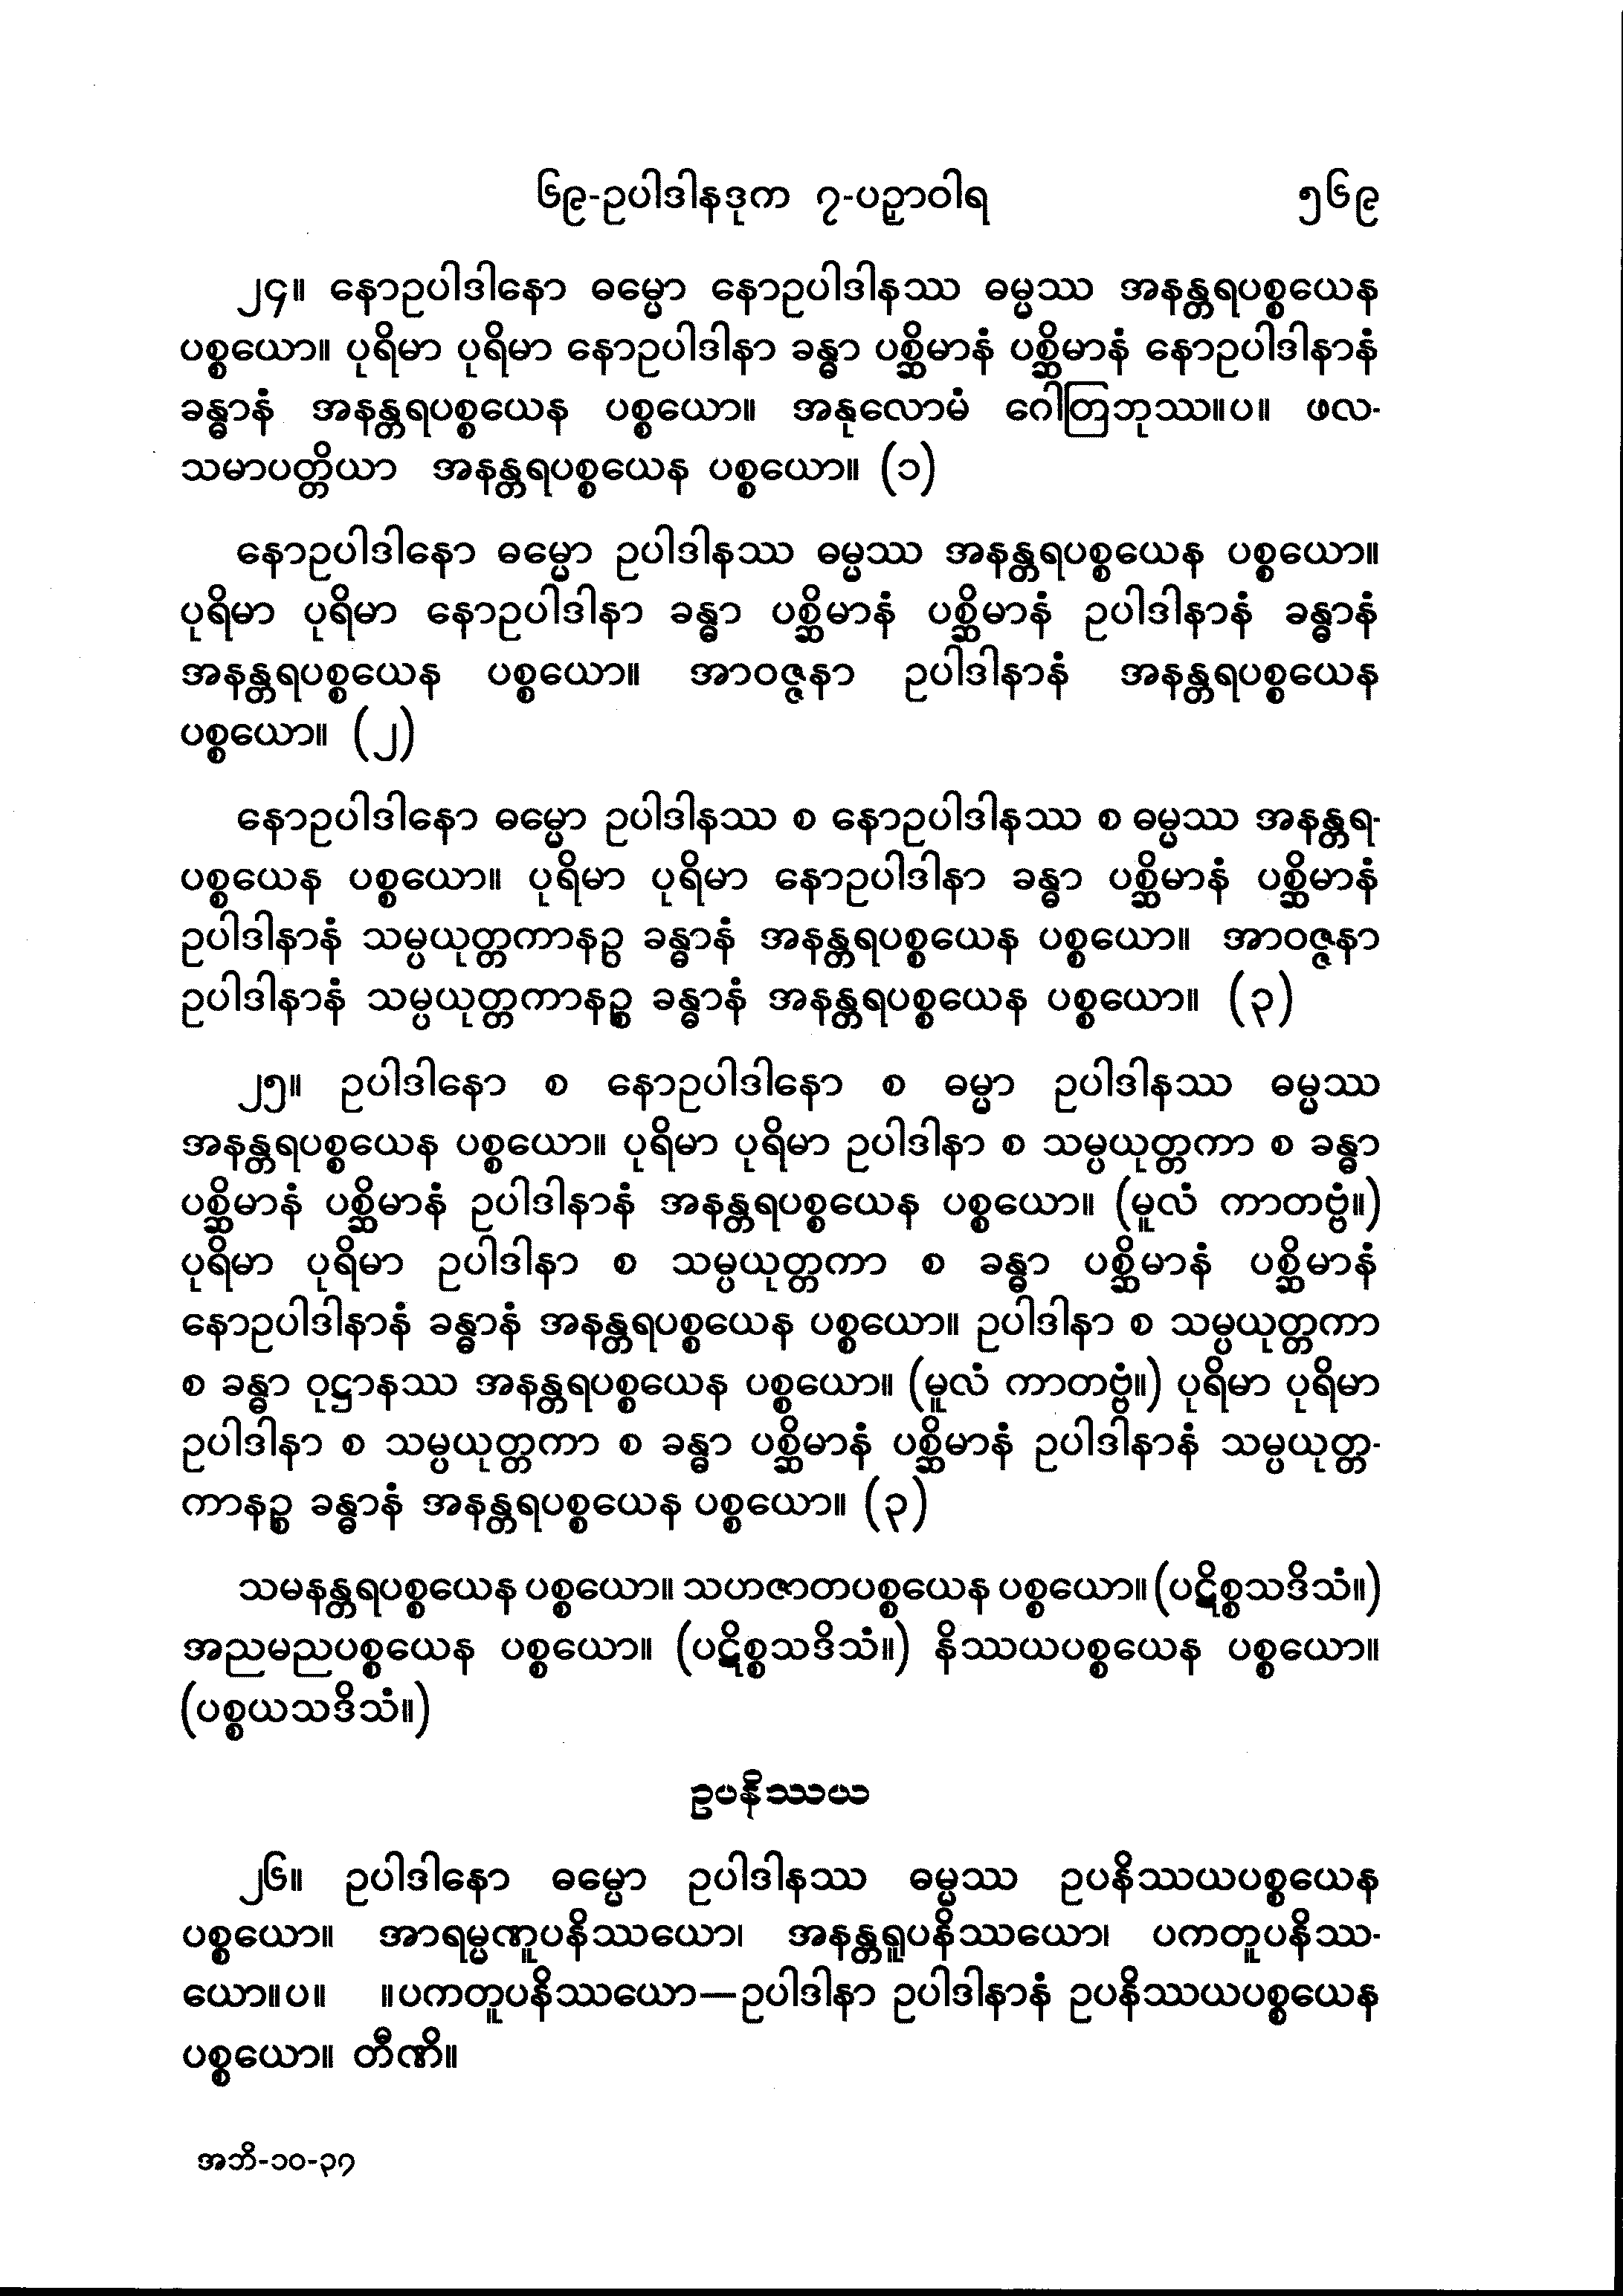 ၆၉-ဥပါဒါနဒုက ၇-ပဉှာဝါရ ၅၆၉
၂၄။ နောဥပါဒါနော ဓမ္မော နောဥပါဒါနဿ ဓမ္မဿ အနန္တရပစ္စယေန
ပစ္စယော။ ပုရိမာ ပုရိမာ နောဥပါဒါနာ ခန္ဓာ ပစ္ဆိမာနံ ပစ္ဆိမာနံ နောဥပါဒါနာနံ
ခန္ဓာနံ အနန္တရပစ္စယေန ပစ္စယော။ အနုလောမံ ဂေါတြဘုဿ။ပ။ ဖလ-
သမာပတ္တိယာ အနန္တရပစ္စယေန ပစ္စယော။ (၁)
နောဥပါဒါနော ဓမ္မော ဥပါဒါနဿ ဓမ္မဿ အနန္တရပစ္စယေန ပစ္စယော။
ပုရိမာ ပုရိမာ နောဥပါဒါနာ ခန္ဓာ ပစ္ဆိမာနံ ပစ္ဆိမာနံ ဥပါဒါနာနံ ခန္ဓာနံ
အနန္တရပစ္စယေန ပစ္စယော။ အာဝဇ္ဇနာ ဥပါဒါနာနံ အနန္တရပစ္စယေန
ပစ္စယော။ (၂)
နောဥပါဒါနော ဓမ္မော ဥပါဒါနဿ စ နောဥပါဒါနဿ စ ဓမ္မဿ အနန္တရ-
ပစ္စယေန ပစ္စယော။ ပုရိမာ ပုရိမာ နောဥပါဒါနာ ခန္ဓာ ပစ္ဆိမာနံ ပစ္ဆိမာနံ
ဥပါဒါနာနံ သမ္ပယုတ္တကာနဉ္စ ခန္ဓာနံ အနန္တရပစ္စယေန ပစ္စယော။ အာဝဇ္ဇနာ
ဥပါဒါနာနံ သမ္ပယုတ္တကာနဉ္စ ခန္ဓာနံ အနန္တရပစ္စယေန ပစ္စယော။ (၃)
၂၅။ ဥပါဒါနော စ နောဥပါဒါနော စ ဓမ္မာ ဥပါဒါနဿ ဓမ္မဿ
အနန္တရပစ္စယေန ပစ္စယော။ ပုရိမာ ပုရိမာ ဥပါဒါနာ စ သမ္ပယုတ္တကာ စ ခန္ဓာ
ပစ္ဆိမာနံ ပစ္ဆိမာနံ ဥပါဒါနာနံ အနန္တရပစ္စယေန ပစ္စယော။ (မူလံ ကာတဗ္ဗံ။)
ပုရိမာ ပုရိမာ ဥပါဒါနာ စ သမ္ပယုတ္တကာ စ ခန္ဓာ ပစ္ဆိမာနံ ပစ္ဆိမာနံ
နောဥပါဒါနာနံ ခန္ဓာနံ အနန္တရပစ္စယေန ပစ္စယော။ ဥပါဒါနာ စ သမ္ပယုတ္တကာ
စ ခန္ဓာ ဝုဋ္ဌာနဿ အနန္တရပစ္စယေန ပစ္စယော။ (မူလံ ကာတဗ္ဗံ။) ပုရိမာ ပုရိမာ
ဥပါဒါနာ စ သမ္ပယုတ္တကာ စ ခန္ဓာ ပစ္ဆိမာနံ ပစ္ဆိမာနံ ဥပါဒါနာနံ သမ္ပယုတ္တ-
ကာနဉ္စ ခန္ဓာနံ အနန္တရပစ္စယေန ပစ္စယော။ (၃)
သမနန္တရပစ္စယေန ပစ္စယော။ သဟဇာတပစ္စယေန ပစ္စယော။ (ပဋိစ္စသဒိသံ။)
အညမညပစ္စယေန ပစ္စယော။ (ပဋိစ္စသဒိသံ။) နိဿယပစ္စယေန ပစ္စယော။
(ပစ္စယသဒိသံ။)
ဥပနိဿယ
၂၆။ ဥပါဒါနော ဓမ္မော ဥပါဒါနဿ ဓမ္မဿ ဥပနိဿယပစ္စယေန
ပစ္စယော။ အာရမ္မဏူပနိဿယော၊ အနန္တရူပနိဿယော၊ ပကတူပနိဿ-
ယော။ပ။ ။ပကတူပနိဿယော—ဥပါဒါနာ ဥပါဒါနာနံ ဥပနိဿယပစ္စယေန
ပစ္စယော။ တီဏိ။
အဘိ-၁၀-၃၇